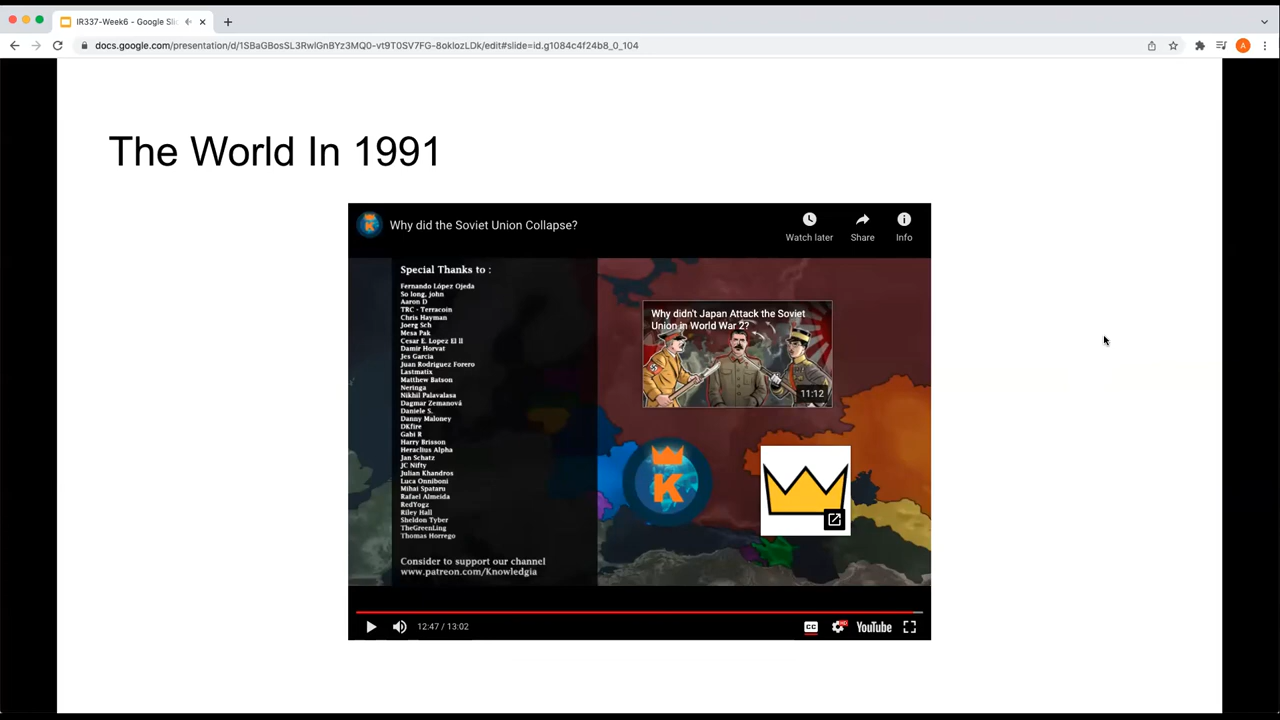 IR337-Week6 - Google Sli
docs.google.com/presentation/d/1SBaGBosSL3RwlGnBYz3MQ0-vt9T0SV7FG-8oklozLDk/edit#slide=id.g1084c4f24b8_0_104
A
The World In 1991
Why did the Soviet Union Collapse?
Watch later
Share
Info
Special Thanks to :
Fernando López Ojeda
So long, john
Aaron D
TRC - Terracoin
Chris Hayman
Joerg Sch
Mesa Pak
Cesar E. Lopez El II
Damir Horvat
Jes Garcia
Juan Rodriguez Forero
Lastmatix
Matthew Batson
Neringa
Nikhil Palavalasa
Dagmar Zemanová
Daniele S.
Danny Maloney
DKfire
Gabi R
Harry Brisson
Heraclius Alpha
Jan Schatz
JC Nifty
Julian Khandros
Luca Onniboni
Mihai Spataru
Rafael Almeida
RedYogz
Riley Hall
Sheldon Tyber
TheGreenLing
Thomas Horrego
Consider to support our channel
www.patreon.com/Knowledgia
Why didn't Japan Attack the Soviet
Union in World War 2?
11:12
K
12:47 / 13:02
CC
HD
YouTube